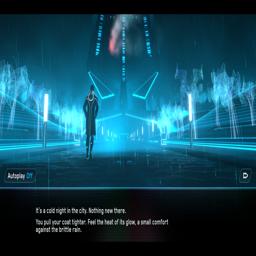 Autoplay Off
It's a cold night in the city. Nothing new there.
You pull your coat tighter. Feel the heat of its glow, a small comfort
against the brittle rain.